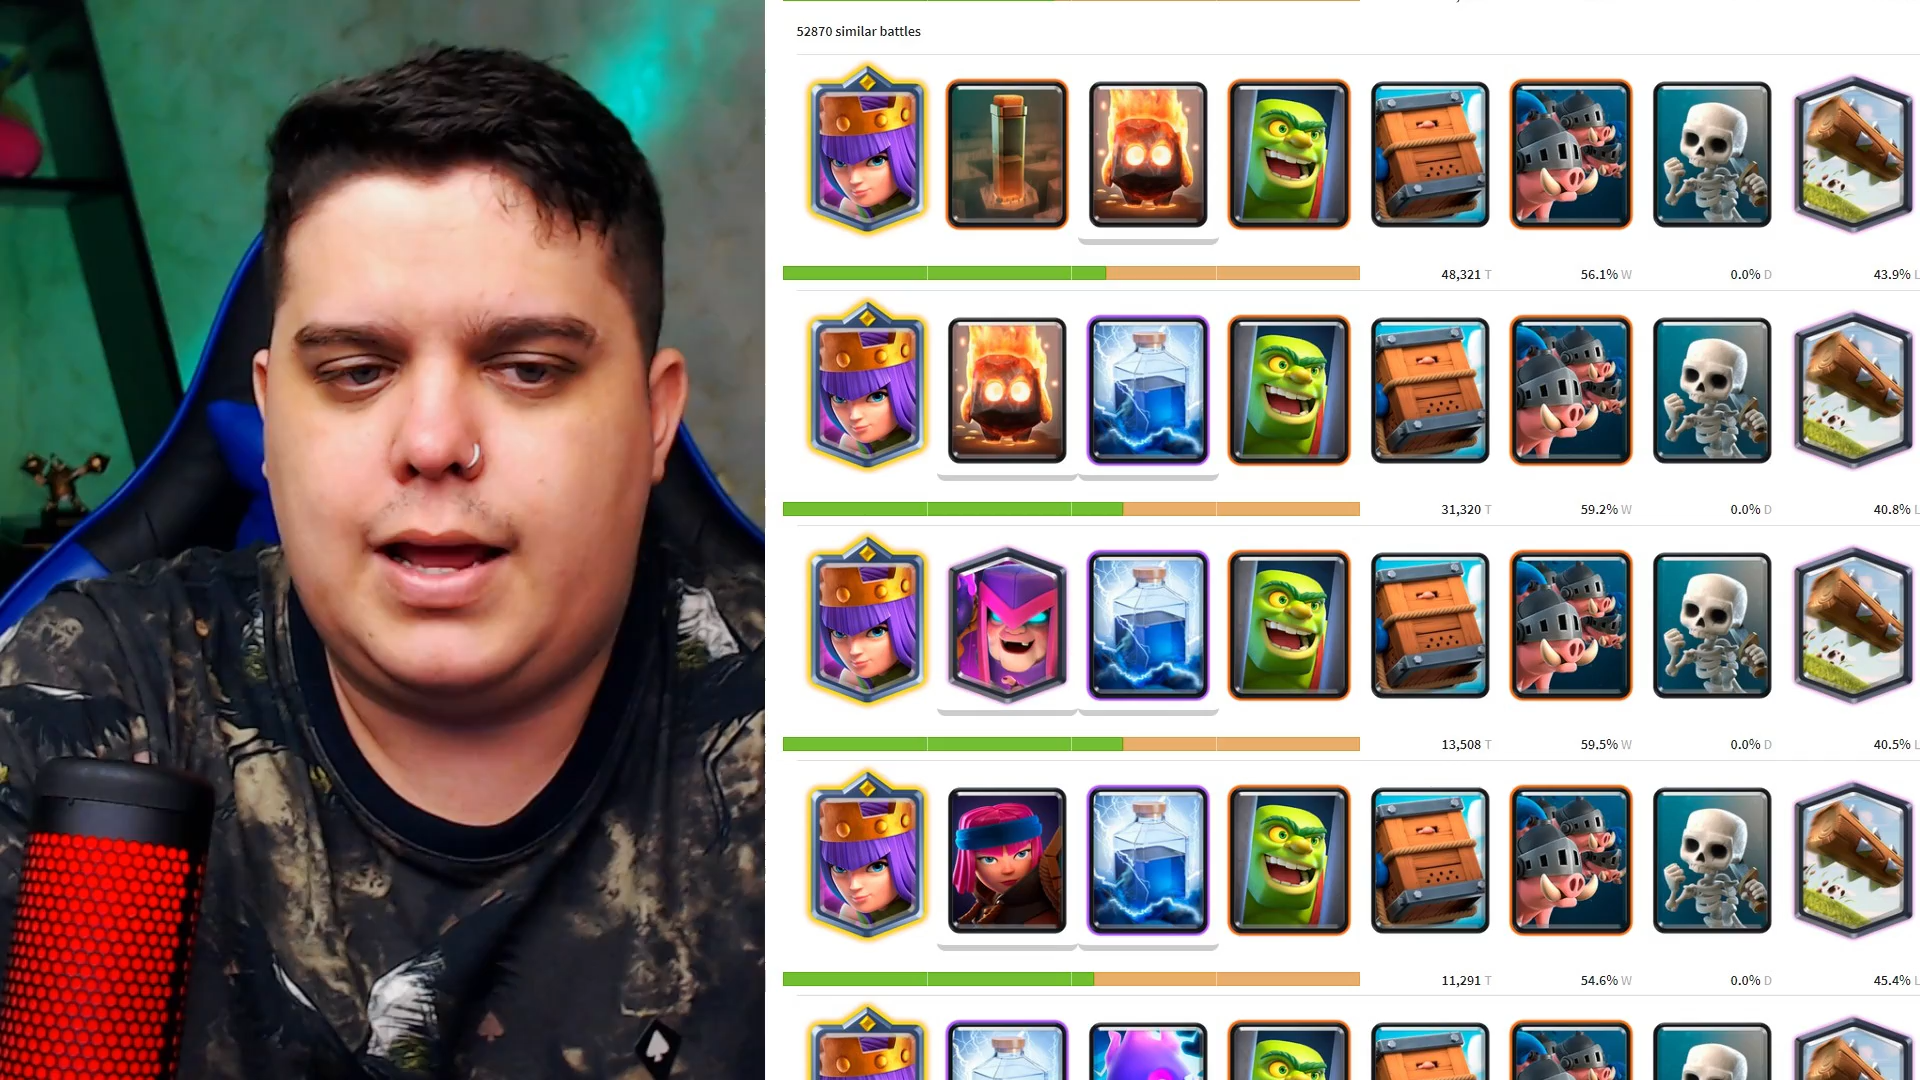 52870 similar battles
48,321 T 56.1% W 0.0% D 43.9% L
31,320 T 59.2% W 0.0% D 40.8% L
13,508 T 59.5% W 0.0% D 40.5% L
11,291 T 54.6% W 0.0% D 45.4% L